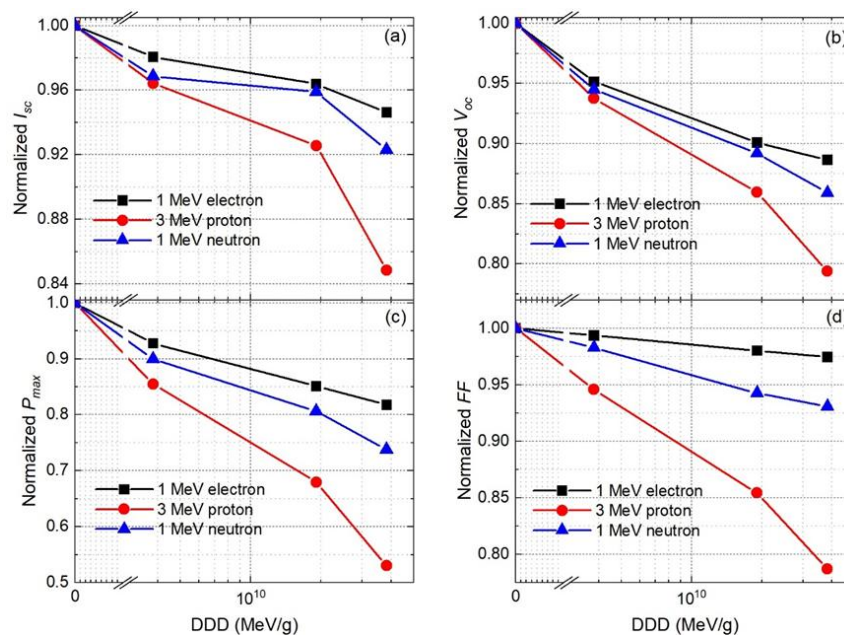 (a)
Normalized Isc
1.00
0.96
0.92
0.88
0.84
1 MeV electron
3 MeV proton
1 MeV neutron
(b)
Normalized Voc
1.00
0.95
0.90
0.85
0.80
1 MeV electron
3 MeV proton
1 MeV neutron
(c)
Normalized Pmax
1.0
0.9
0.8
0.7
0.6
0.5
1 MeV electron
3 MeV proton
1 MeV neutron
0
10^10
DDD (MeV/g)
(d)
Normalized FF
1.00
0.95
0.90
0.85
0.80
1 MeV electron
3 MeV proton
1 MeV neutron
0
10^10
DDD (MeV/g)